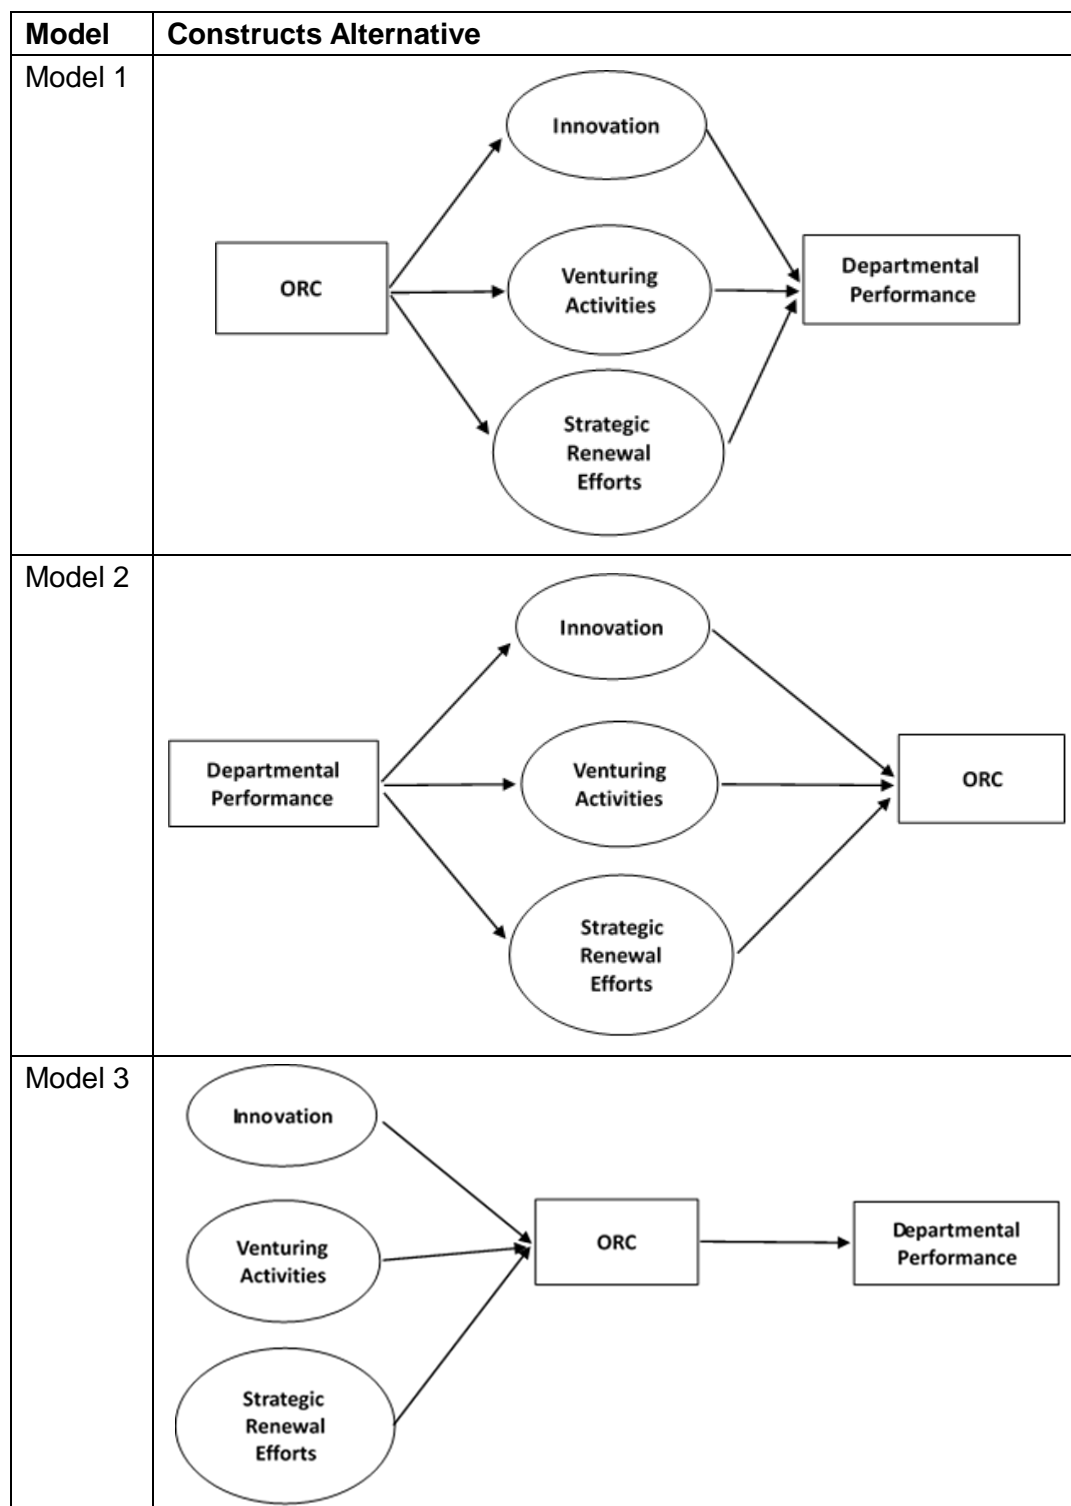 Model Constructs Alternative
Model 1
Innovation
ORC
Venturing
Activities
Departmental
Performance
Strategic
Renewal
Efforts
Model 2
Innovation
Departmental
Performance
Venturing
Activities
ORC
Strategic
Renewal
Efforts
Model 3
Innovation
Venturing
Activities
ORC
Departmental
Performance
Strategic
Renewal
Efforts